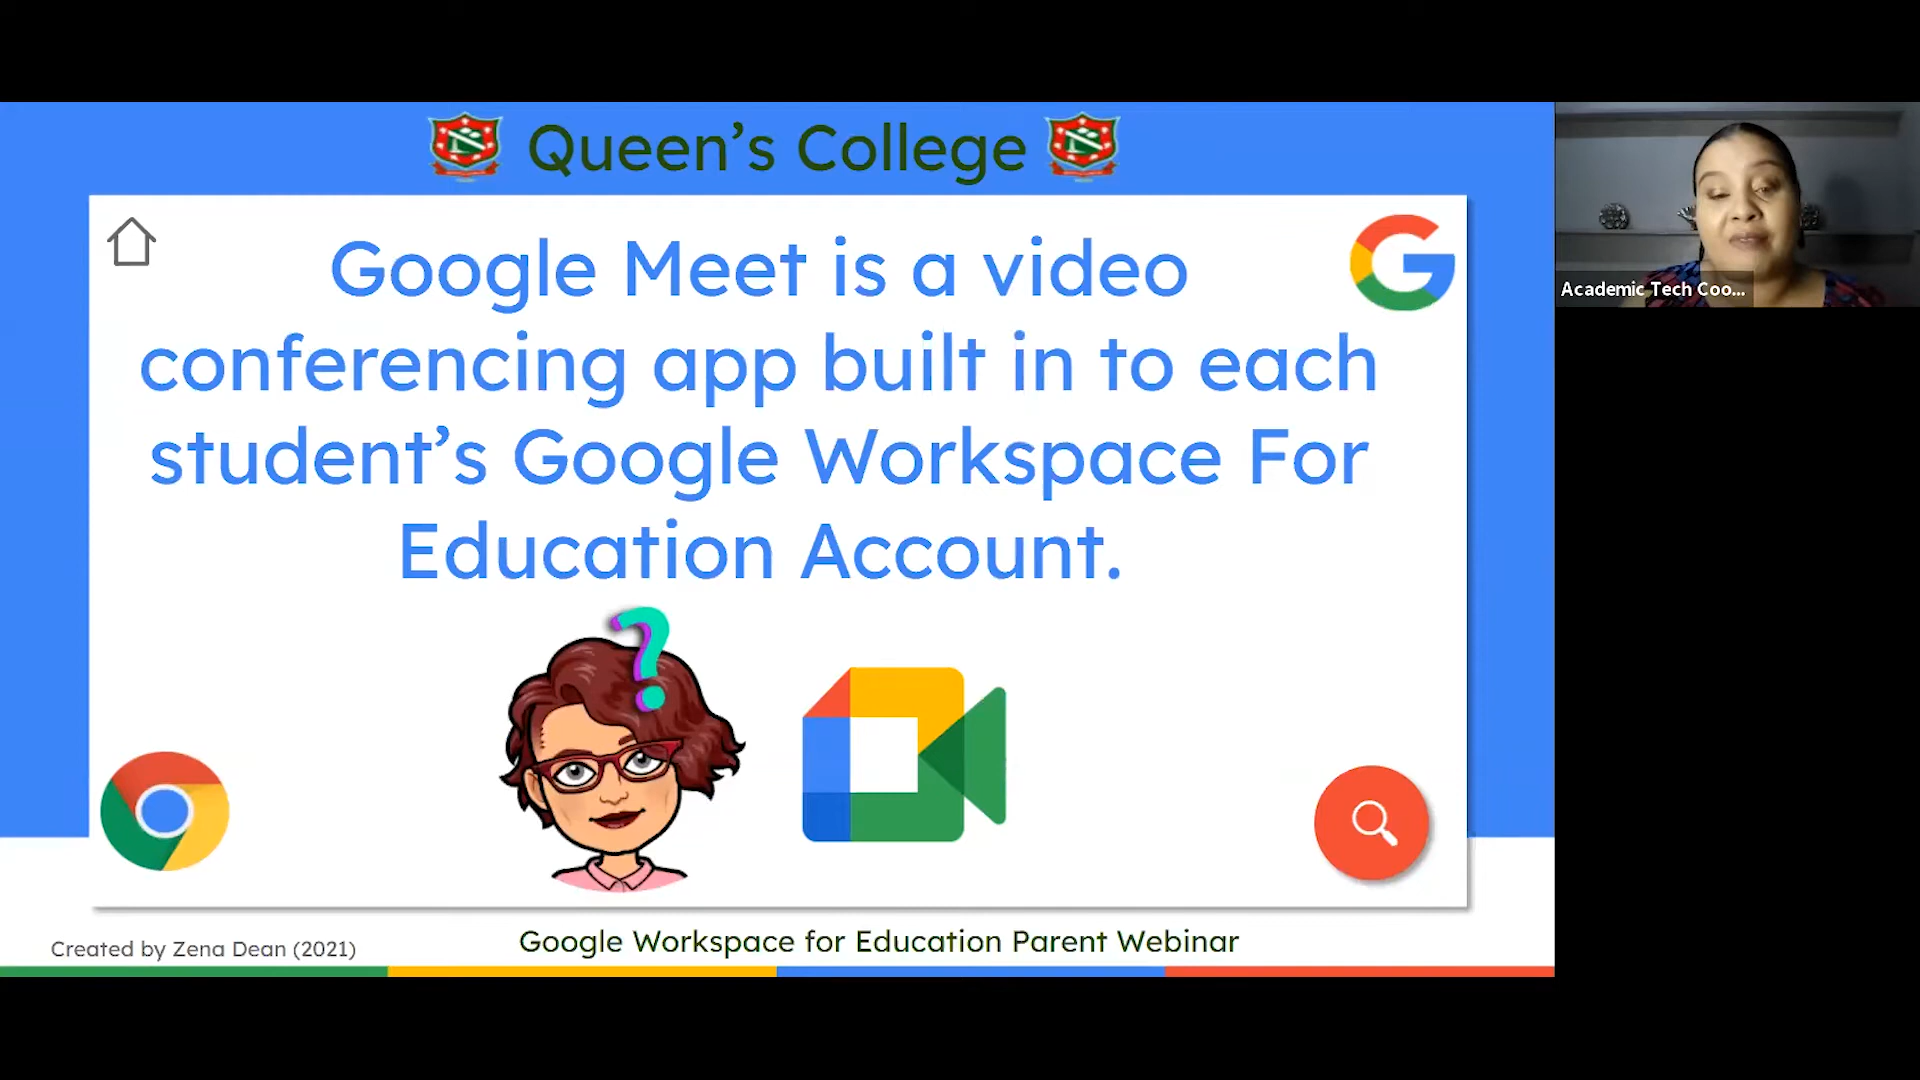 Queen's College
Google Meet is a video
conferencing app built in to each
student's Google Workspace For
Education Account.
?
Academic Tech Coo...
Created by Zena Dean (2021)
Google Workspace for Education Parent Webinar